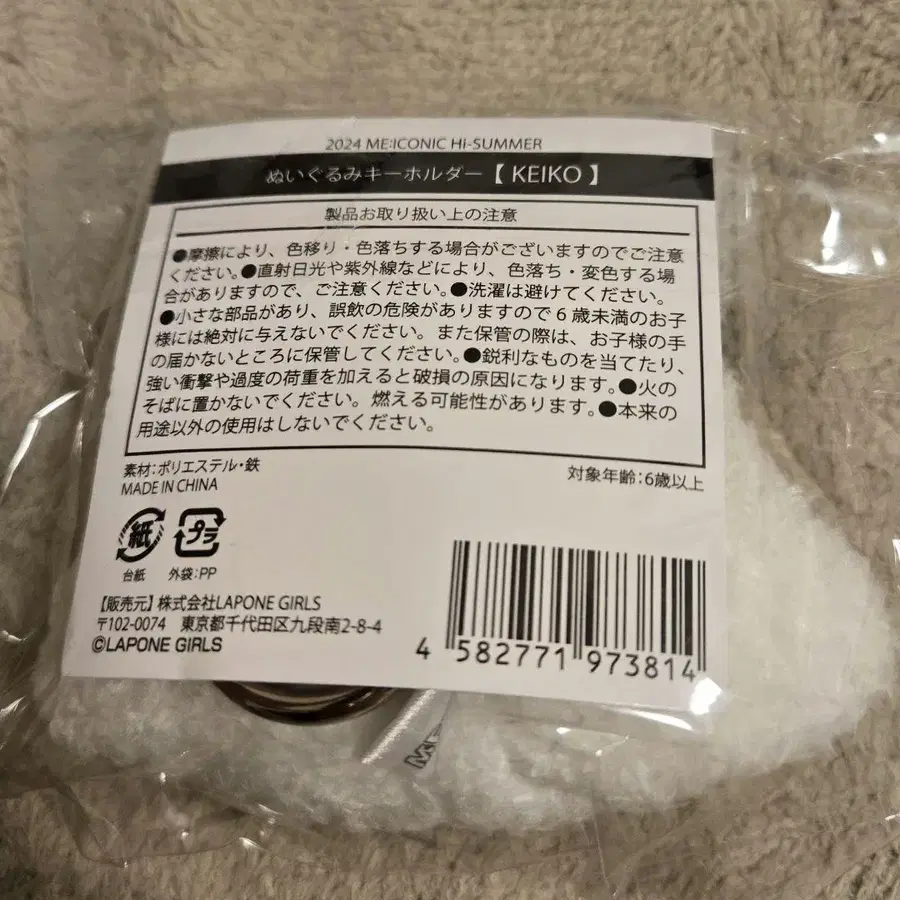 2024 ME:ICONIC Hi-SUMMER
ぬいぐるみキーホルダー【 KEIKO 】
製品お取り扱い上の注意
●摩擦により、色移り・色落ちする場合がございますのでご注意
ください。●直射日光や紫外線などにより、色落ち・変色する場
合がありますので、ご注意ください。●洗濯は避けてください。
●小さな部品があり、誤飲の危険がありますので6歳未満のお子
様には絶対に与えないでください。また保管の際は、お子様の手
の届かないところに保管してください。●鋭利なものを当てたり、
強い衝撃や過度の荷重を加えると破損の原因になります。●火の
そばに置かないでください。燃える可能性があります。●本来の
用途以外の使用はしないでください。
素材:ポリエステル・鉄
対象年齢:6歳以上
MADE IN CHINA
紙 プラ
台紙 外袋:PP
【販売元】株式会社LAPONE GIRLS
〒102-0074 東京都千代田区九段南2-8-4
©LAPONE GIRLS
4 582771 973814